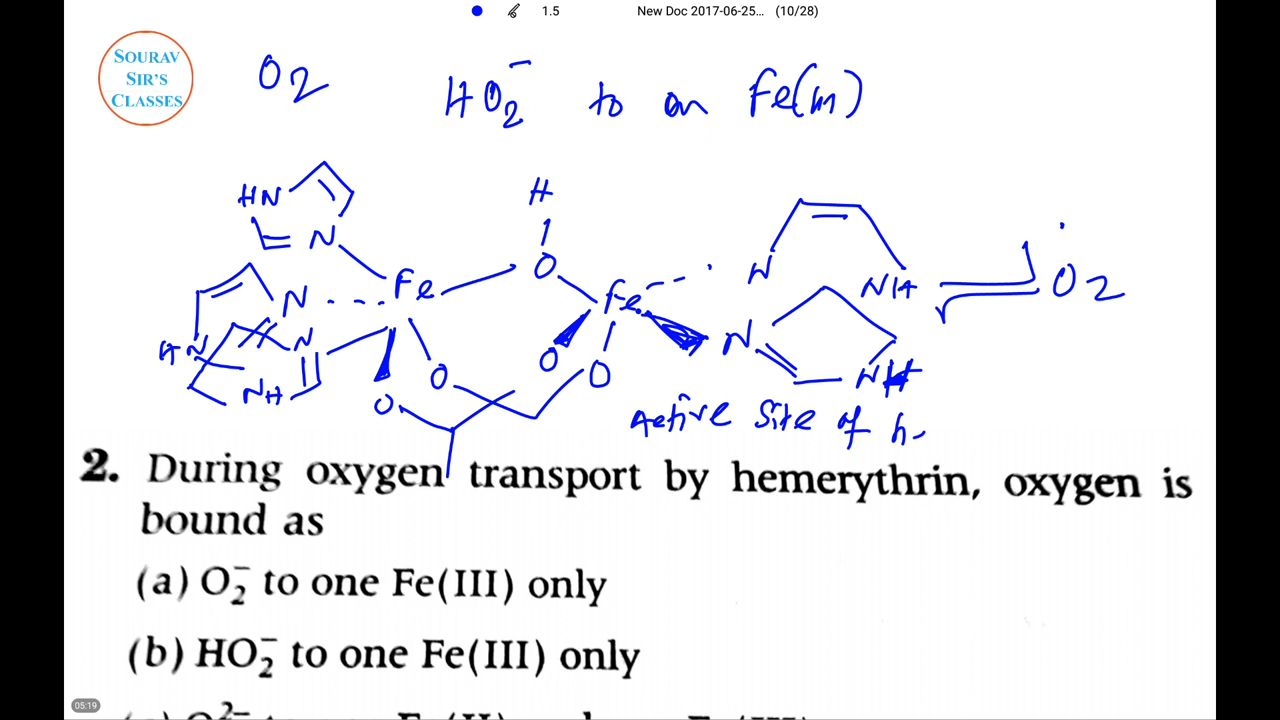 1.5 New Doc 2017-06-25... (10/28)
SOURAV
SIR'S
CLASSES
O2 HO2⁻ to on Fe(III)
H
HN
N
O
Fe
Fe
N
N
NH
O2
N
HN
N
NH
O
O
O
O
N
NH
Active Site of h
2. During oxygen transport by hemerythrin, oxygen is
bound as
(a) O₂⁻ to one Fe(III) only
(b) HO₂⁻ to one Fe(III) only
05:19